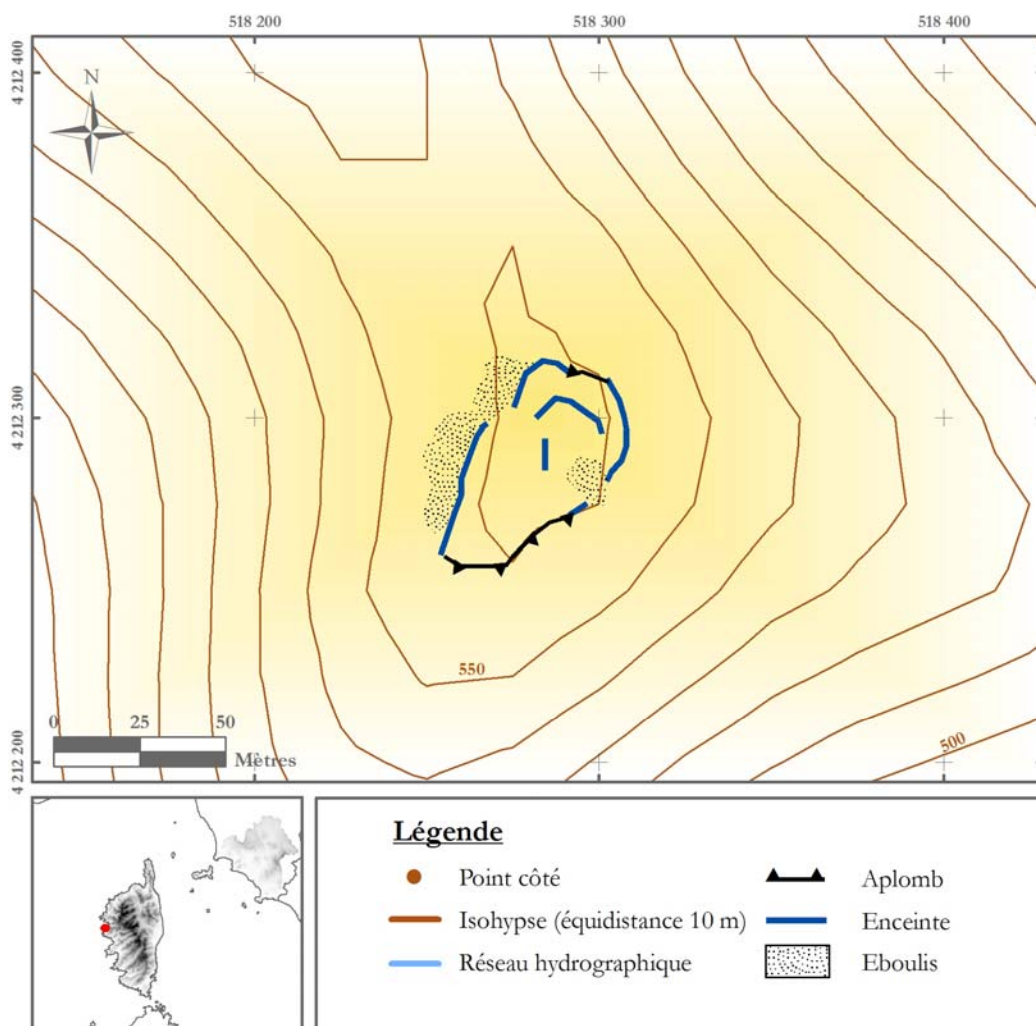 518 200
518 300
518 400
4 212 400
N
4 212 300
550
0 25 50
Mètres
500
4 212 200
Légende
Point côté
Aplomb
Isohypse (équidistance 10 m)
Enceinte
Réseau hydrographique
Eboulis